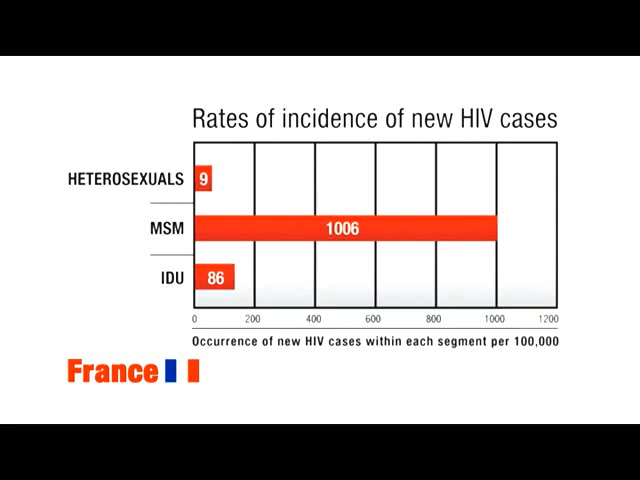 Rates of incidence of new HIV cases
HETEROSEXUALS 9
MSM 1006
IDU 86
0 200 400 600 800 1000 1200
Occurrence of new HIV cases within each segment per 100,000
France